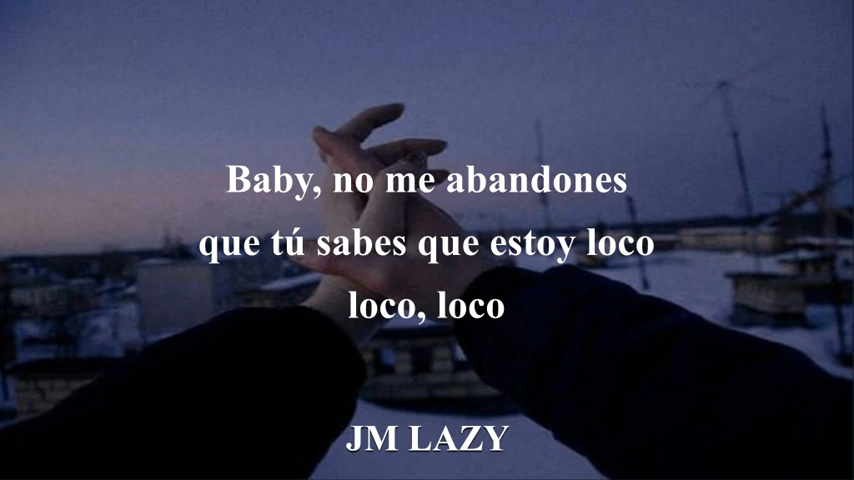 Baby, no me abandones
que tú sabes que estoy loco
loco, loco
JM LAZY